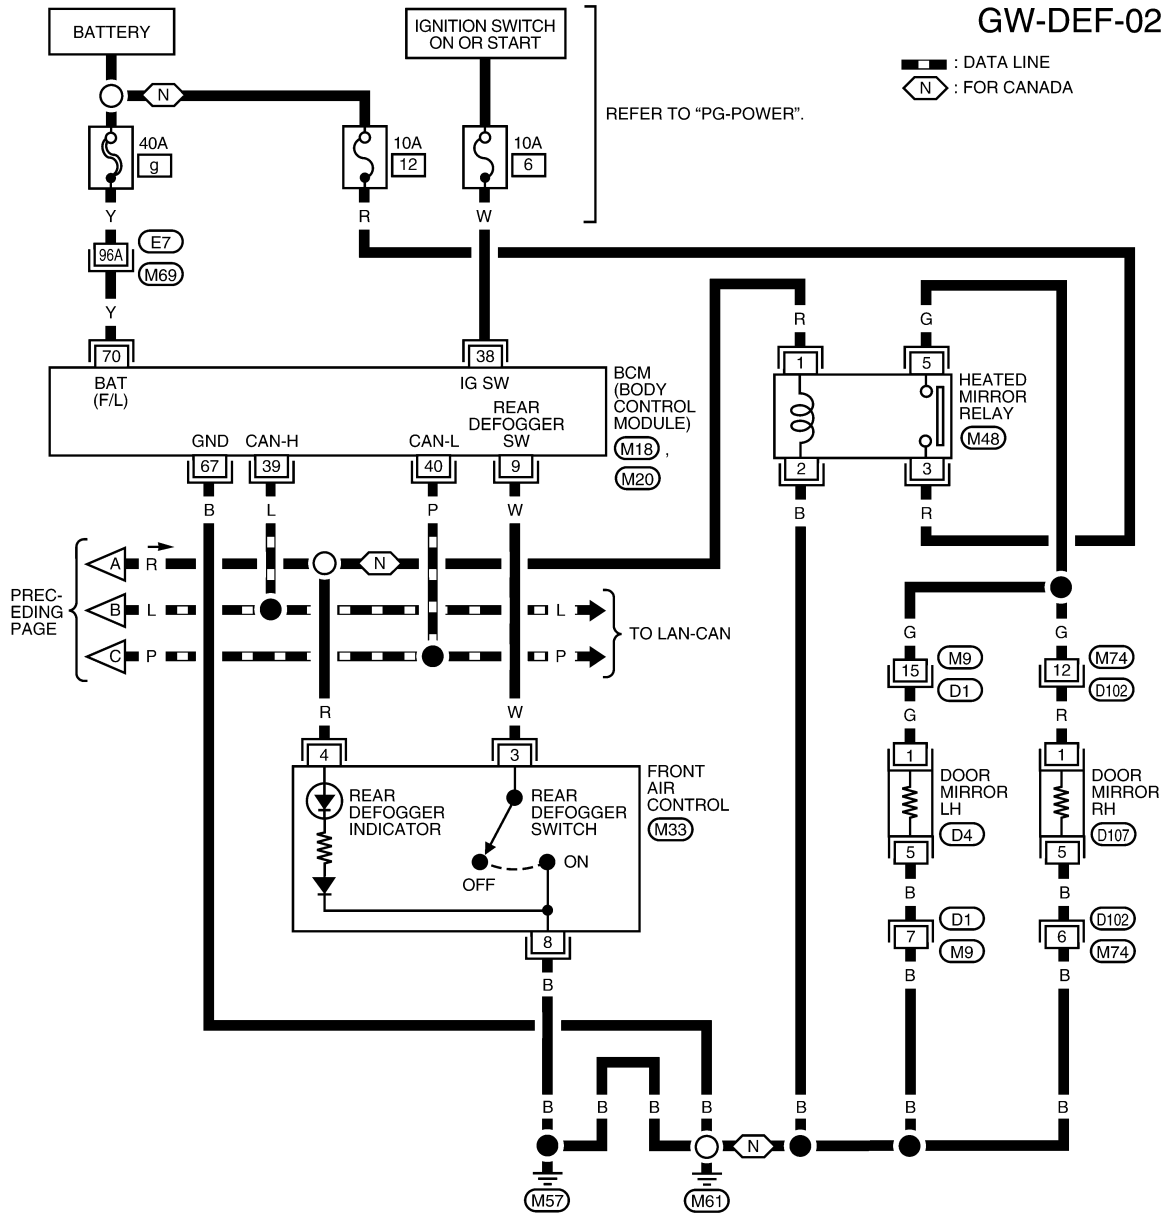 GW-DEF-02
BATTERY
IGNITION SWITCH
ON OR START
: DATA LINE
N : FOR CANADA
REFER TO “PG-POWER”.
N
40A
g
10A
12
10A
6
Y
R
W
96A
E7
M69
Y
R
G
70
38
1
5
BAT
(F/L)
IG SW
REAR
DEFOGGER
SW
GND
CAN-H
CAN-L
BCM
(BODY
CONTROL
MODULE)
M18 ,
M20
HEATED
MIRROR
RELAY
M48
67
39
40
9
2
3
B
L
P
W
B
R
PREC-
EDING
PAGE
A
R
N
B
L
L
C
P
P
TO LAN-CAN
G
G
15
M9
D1
12
M74
D102
G
R
R
W
4
3
1
1
REAR
DEFOGGER
INDICATOR
REAR
DEFOGGER
SWITCH
OFF
ON
FRONT
AIR
CONTROL
M33
DOOR
MIRROR
LH
D4
DOOR
MIRROR
RH
D107
5
5
B
B
8
7
D1
M9
6
D102
M74
B
B
B
B
B
B
B
B
B
B
N
M57
M61